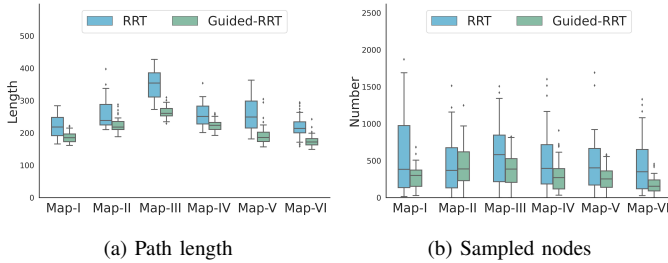 RRT Guided-RRT
500
400
300
200
100
0
Length
Map-I Map-II Map-III Map-IV Map-V Map-VI
(a) Path length
RRT Guided-RRT
2500
2000
1500
1000
500
0
Number
Map-I Map-II Map-III Map-IV Map-V Map-VI
(b) Sampled nodes